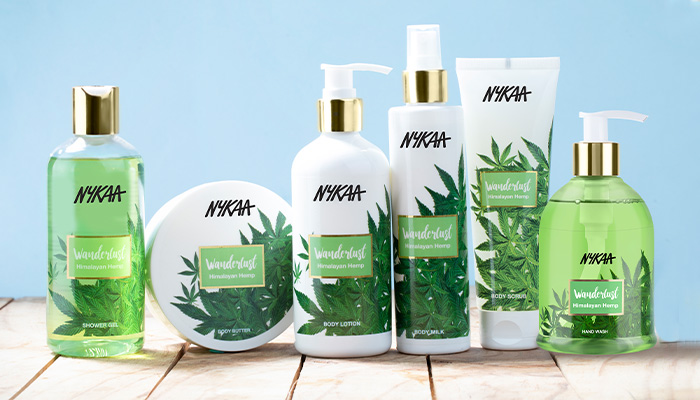 NYKAA
Wanderlust
Himalayan Hemp
SHOWER GEL
NYKAA
Wanderlust
Himalayan Hemp
BODY BUTTER
NYKAA
Wanderlust
Himalayan Hemp
BODY LOTION
NYKAA
Wanderlust
Himalayan Hemp
BODY MILK
NYKAA
Wanderlust
Himalayan Hemp
BODY SCRUB
NYKAA
Wanderlust
Himalayan Hemp
HAND WASH